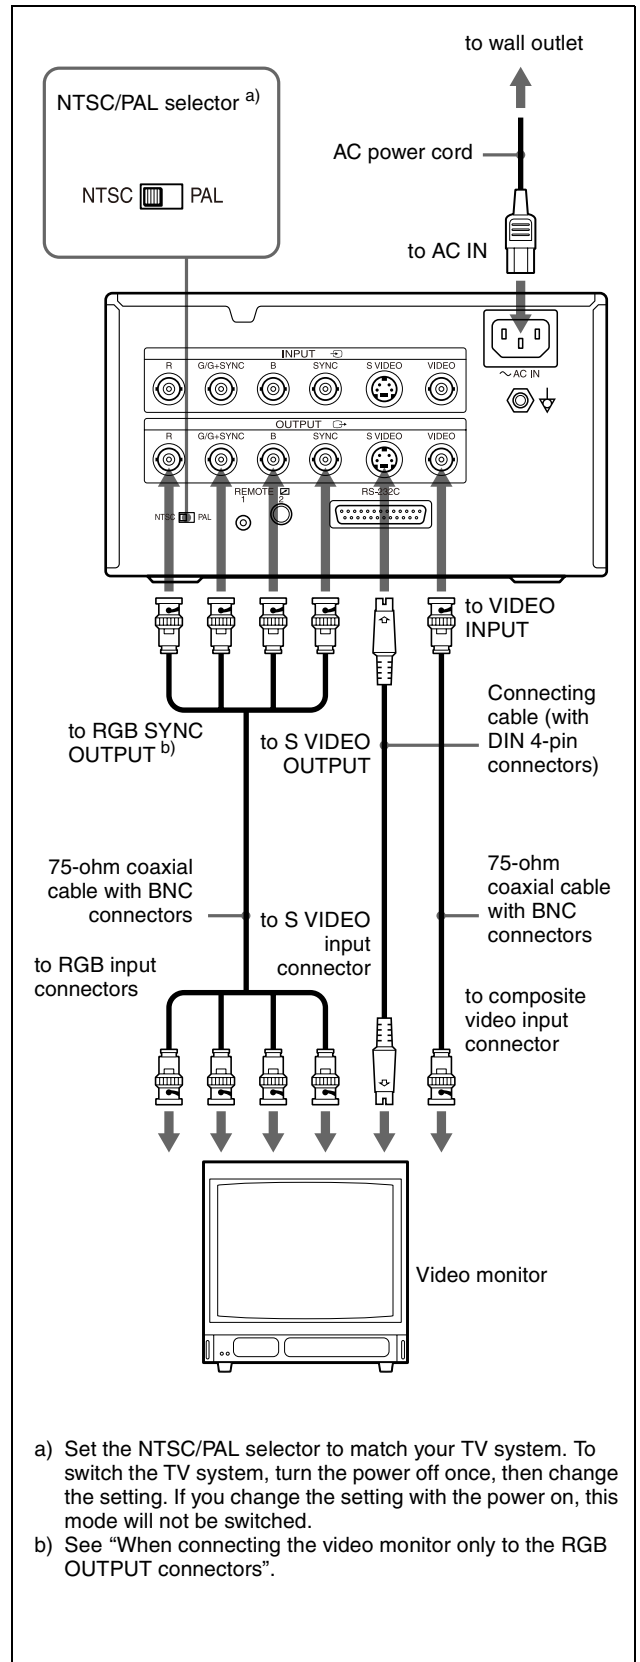 to wall outlet
NTSC/PAL selector a)
AC power cord
NTSC PAL
to AC IN
INPUT
R G/G+SYNC B SYNC S VIDEO VIDEO
~ AC IN
OUTPUT
R G/G+SYNC B SYNC S VIDEO VIDEO
REMOTE
1 2
RS-232C
NTSC PAL
to VIDEO
INPUT
to RGB SYNC
OUTPUT b)
to S VIDEO
OUTPUT
Connecting
cable (with
DIN 4-pin
connectors)
75-ohm coaxial
cable with BNC
connectors
to S VIDEO
input
connector
75-ohm
coaxial cable
with BNC
connectors
to RGB input
connectors
to composite
video input
connector
Video monitor
a) Set the NTSC/PAL selector to match your TV system. To
switch the TV system, turn the power off once, then change
the setting. If you change the setting with the power on, this
mode will not be switched.
b) See “When connecting the video monitor only to the RGB
OUTPUT connectors”.